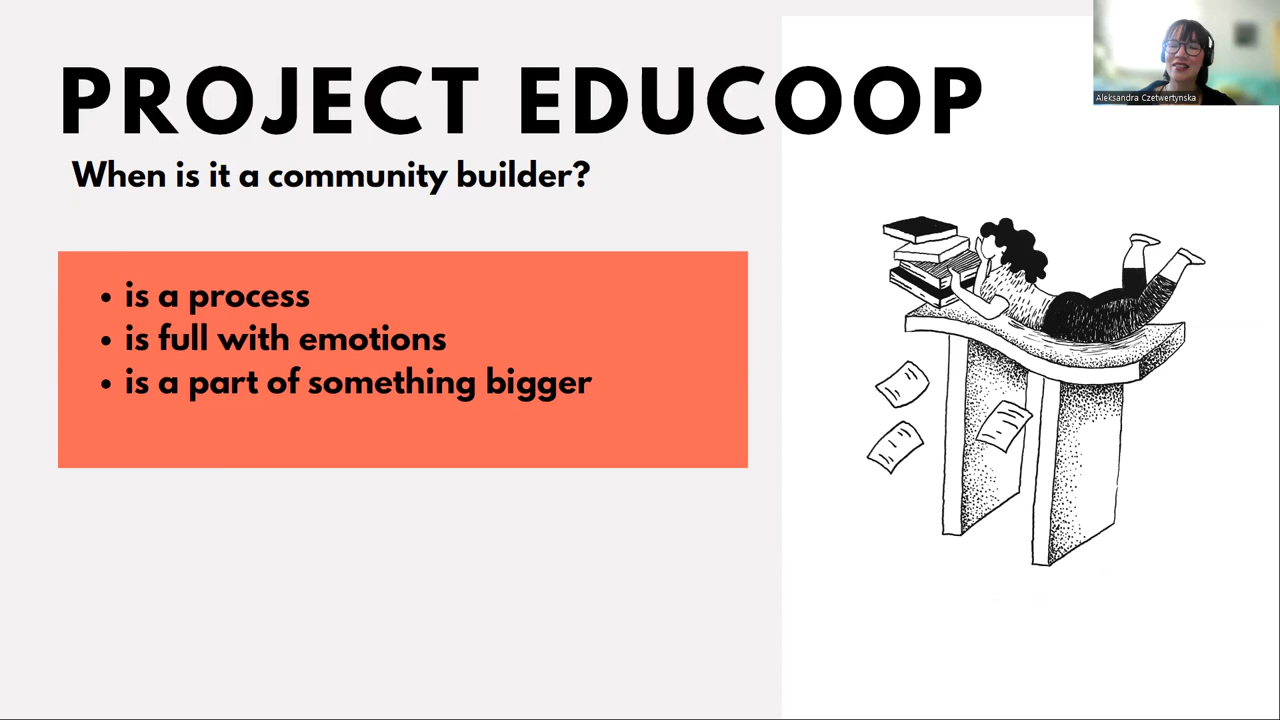 PROJECT EDUCOOP
Aleksandra Czetwertynska
When is it a community builder?
• is a process
• is full with emotions
• is a part of something bigger